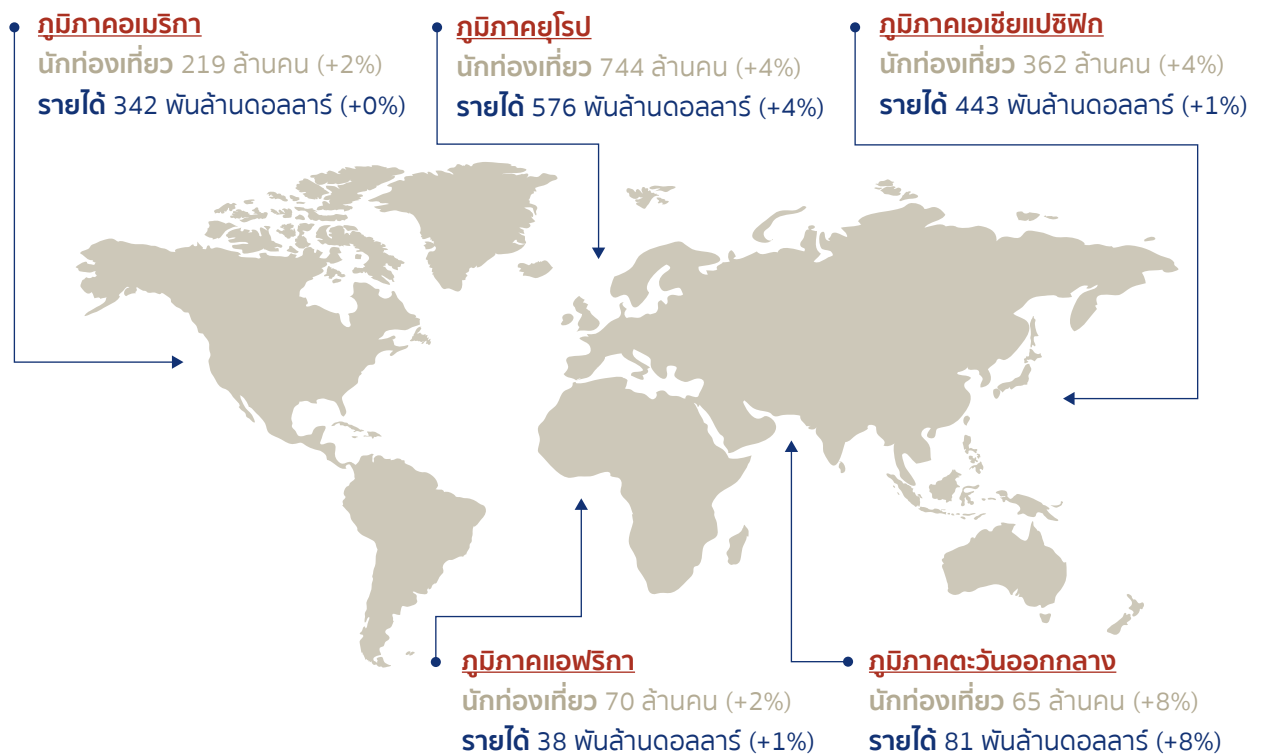 ภูมิภาคอเมริกา
นักท่องเที่ยว 219 ล้านคน (+2%)
รายได้ 342 พันล้านดอลลาร์ (+0%)
ภูมิภาคยุโรป
นักท่องเที่ยว 744 ล้านคน (+4%)
รายได้ 576 พันล้านดอลลาร์ (+4%)
ภูมิภาคเอเชียแปซิฟิก
นักท่องเที่ยว 362 ล้านคน (+4%)
รายได้ 443 พันล้านดอลลาร์ (+1%)
ภูมิภาคแอฟริกา
นักท่องเที่ยว 70 ล้านคน (+2%)
รายได้ 38 พันล้านดอลลาร์ (+1%)
ภูมิภาคตะวันออกกลาง
นักท่องเที่ยว 65 ล้านคน (+8%)
รายได้ 81 พันล้านดอลลาร์ (+8%)